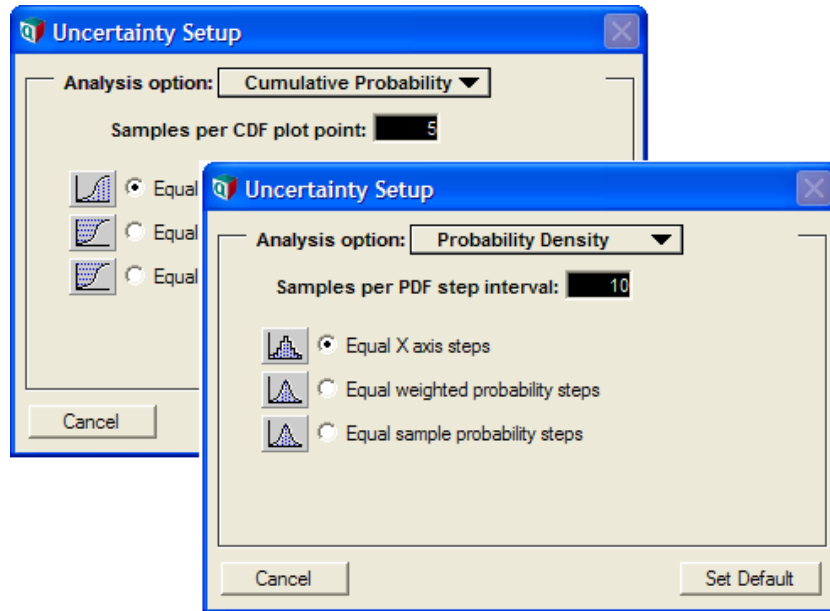 Uncertainty Setup
Analysis option: Cumulative Probability
Samples per CDF plot point: 5
Equal
Equal
Equal
Cancel
Uncertainty Setup
Analysis option: Probability Density
Samples per PDF step interval: 10
Equal X axis steps
Equal weighted probability steps
Equal sample probability steps
Cancel
Set Default